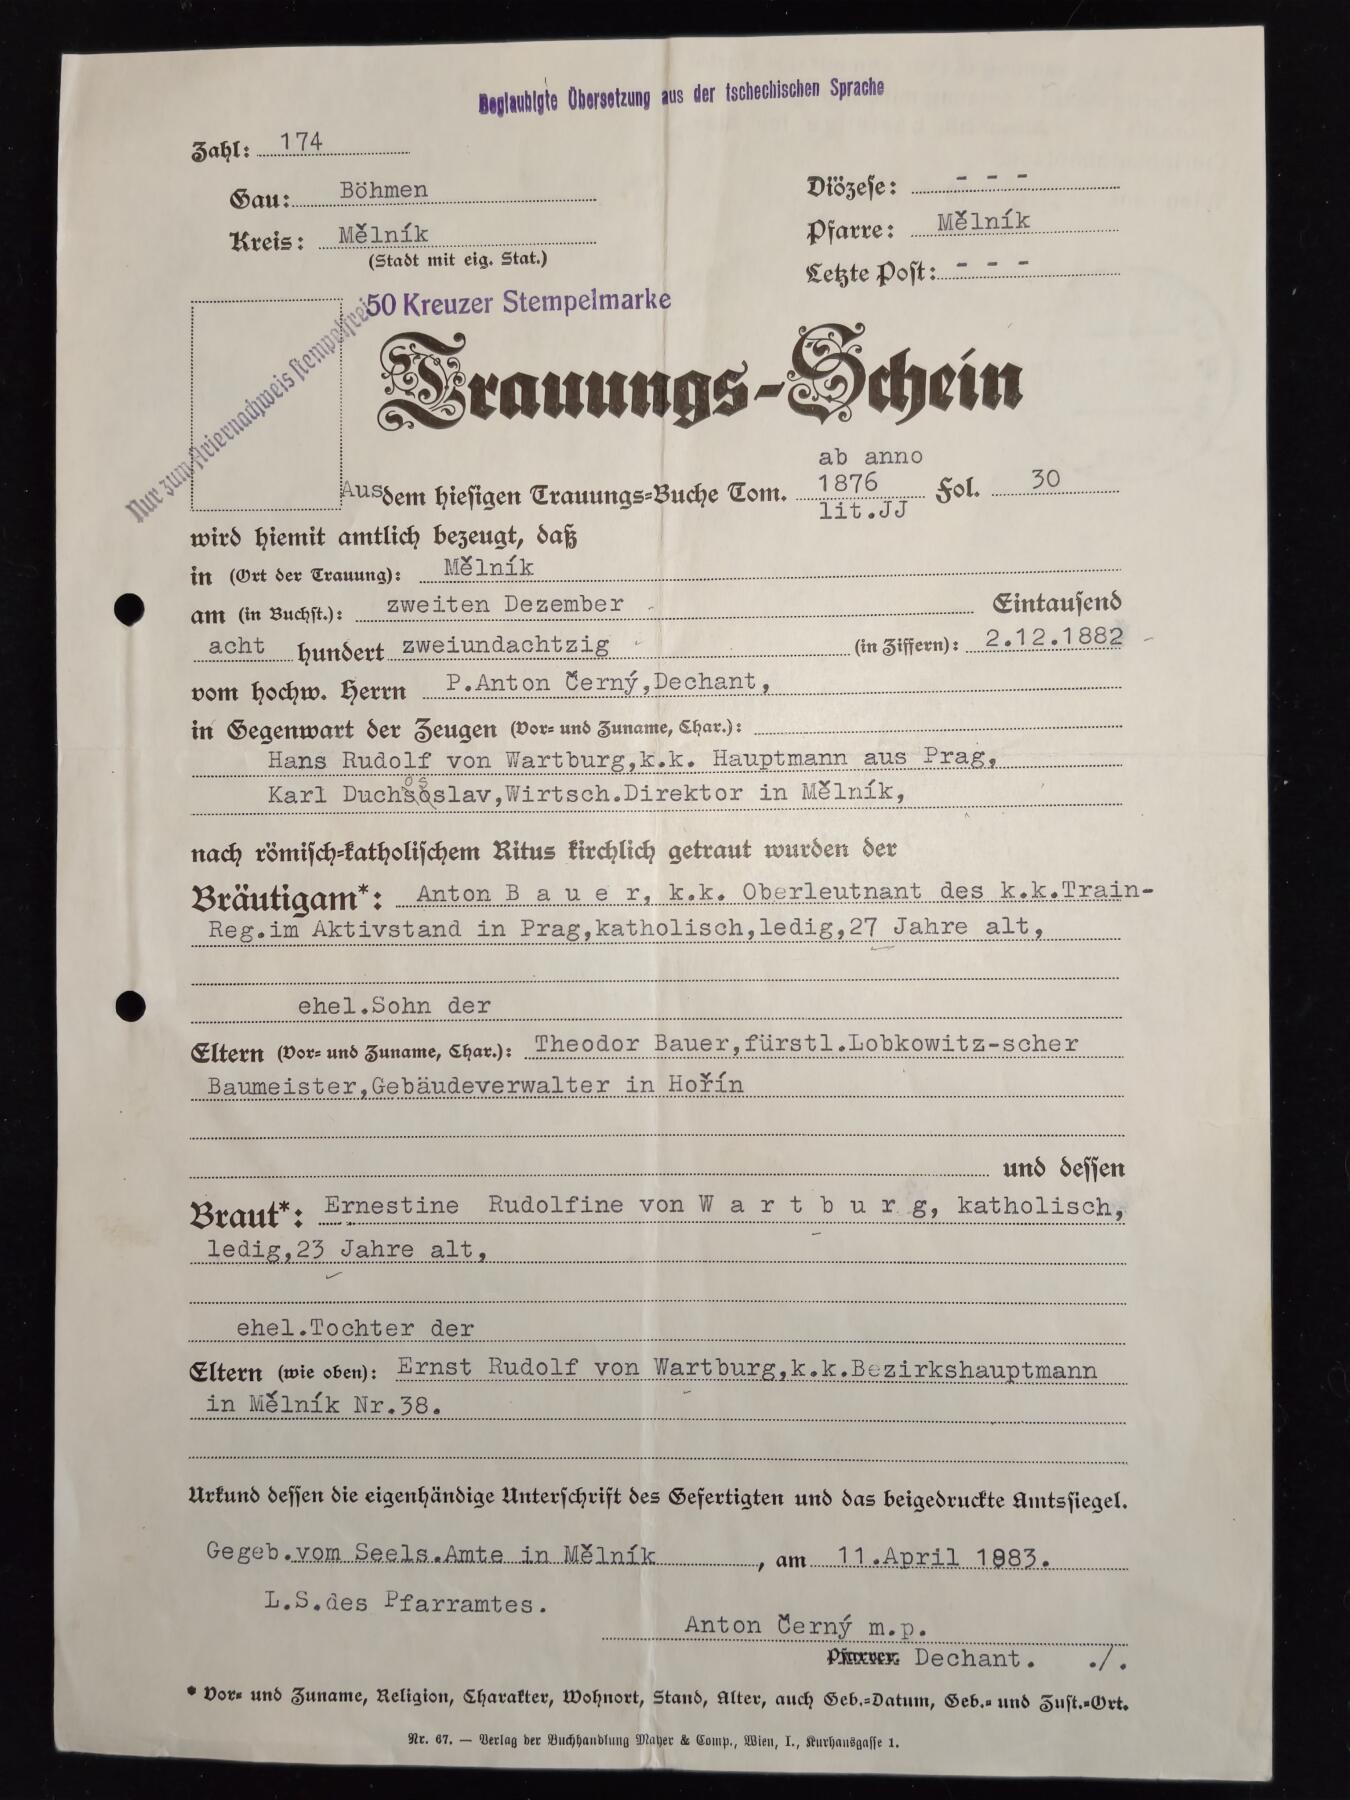 Beglaubigte Übersetzung aus der tschechischen Sprache
Zahl: 174
Gau: Böhmen
Diözese: - - -
Kreis: Mělník
Pfarre: Mělník
(Stadt mit eig. Stat.)
Letzte Post: - - -
50 Kreuzer Stempelmarke
Nur zum Ariernachweis stempelfrei
Trauungs-Schein
ab anno
Aus dem hiesigen Trauungs-Buche Tom. 1876 Fol. 30
lit.JJ
wird hiemit amtlich bezeugt, daß
in (Ort der Trauung): Mělník
am (in Buchst.): zweiten Dezember Eintausend
acht hundert zweiundachtzig (in Ziffern): 2.12.1882
vom hochw. Herrn P.Anton Černý,Dechant,
in Gegenwart der Zeugen (Vor- und Zuname, Char.):
Hans Rudolf von Wartburg,k.k. Hauptmann aus Prag,
Karl Duchoslav,Wirtsch.Direktor in Mělník,
nach römisch-katholischem Ritus kirchlich getraut wurden der
Bräutigam*: Anton B a u e r, k.k. Oberleutnant des k.k.Train-
Reg.im Aktivstand in Prag,katholisch,ledig,27 Jahre alt,
ehel.Sohn der
Eltern (Vor- und Zuname, Char.): Theodor Bauer,fürstl.Lobkowitz-scher
Baumeister,Gebäudeverwalter in Hořín
und dessen
Braut*: Ernestine Rudolfine von W a r t b u r g, katholisch,
ledig,23 Jahre alt,
ehel.Tochter der
Eltern (wie oben): Ernst Rudolf von Wartburg,k.k.Bezirkshauptmann
in Mělník Nr.38.
Urkund dessen die eigenhändige Unterschrift des Gefertigten und das beigedruckte Amtssiegel.
Gegeb.vom Seels.Amte in Mělník , am 11.April 1983.
L.S.des Pfarramtes.
Anton Černý m.p.
Pfarrer. Dechant. ./.
* Vor- und Zuname, Religion, Charakter, Wohnort, Stand, Alter, auch Geb.-Datum, Geb.- und Zust.-Ort.
Nr. 67. — Verlag der Buchhandlung Mayer & Comp., Wien, I., Kurhausgasse 1.